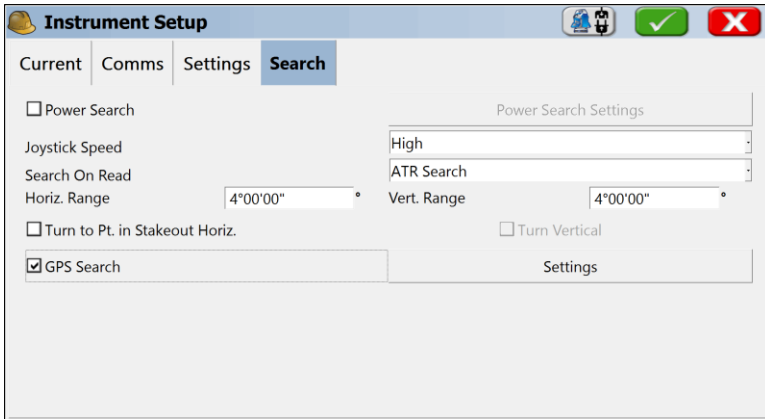 Instrument Setup
Current Comms Settings Search
Power Search Power Search Settings
Joystick Speed High
Search On Read ATR Search
Horiz. Range 4°00'00" ° Vert. Range 4°00'00" °
Turn to Pt. in Stakeout Horiz. Turn Vertical
GPS Search Settings